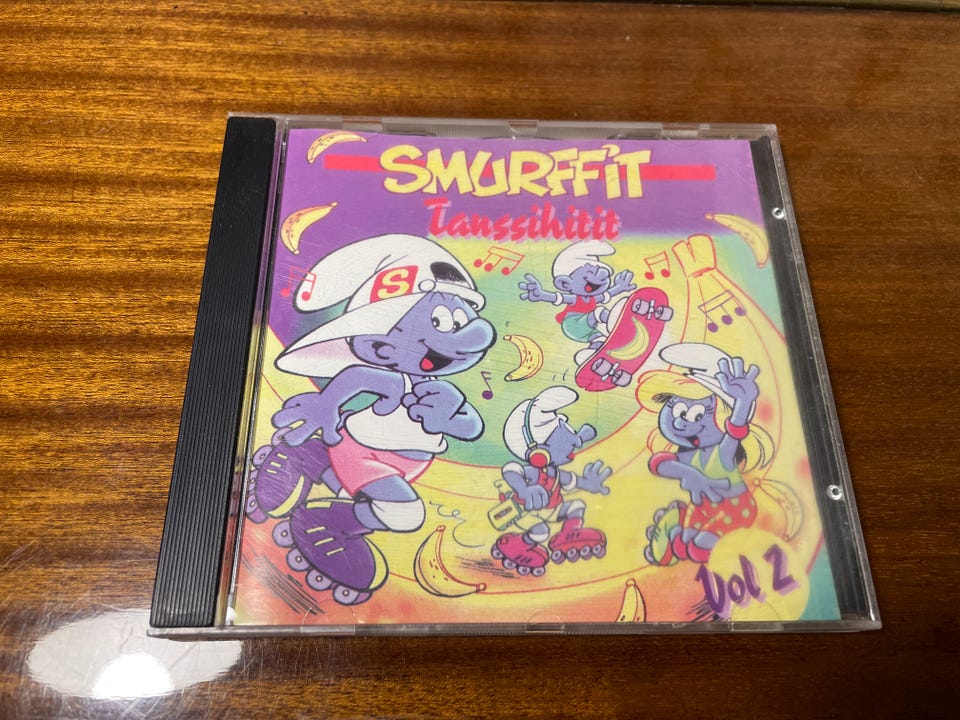 SMURFFIT
Tanssihitit
S
Vol 2